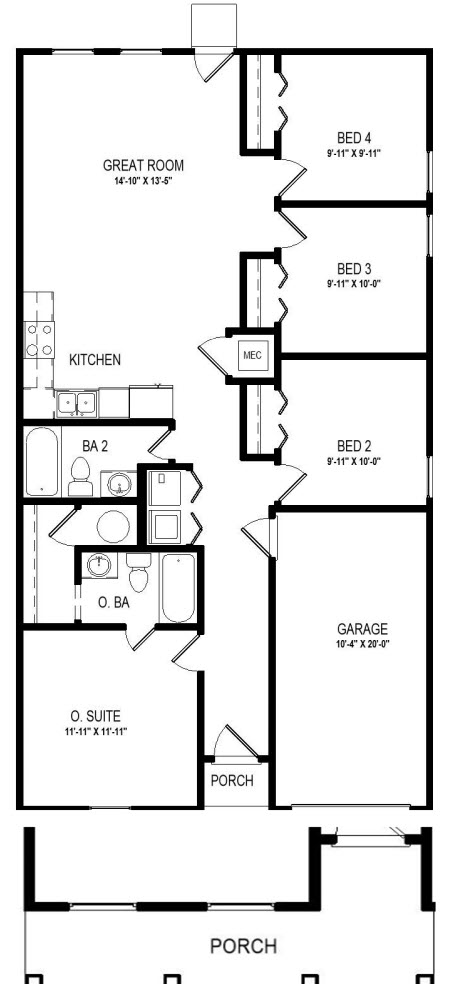 BED 4
9'-11" X 9'-11"
GREAT ROOM
14'-10" X 13'-5"
BED 3
9'-11" X 10'-0"
MEC
KITCHEN
BA 2
BED 2
9'-11" X 10'-0"
O. BA
GARAGE
10'-4" X 20'-0"
O. SUITE
11'-11" X 11'-11"
PORCH
PORCH